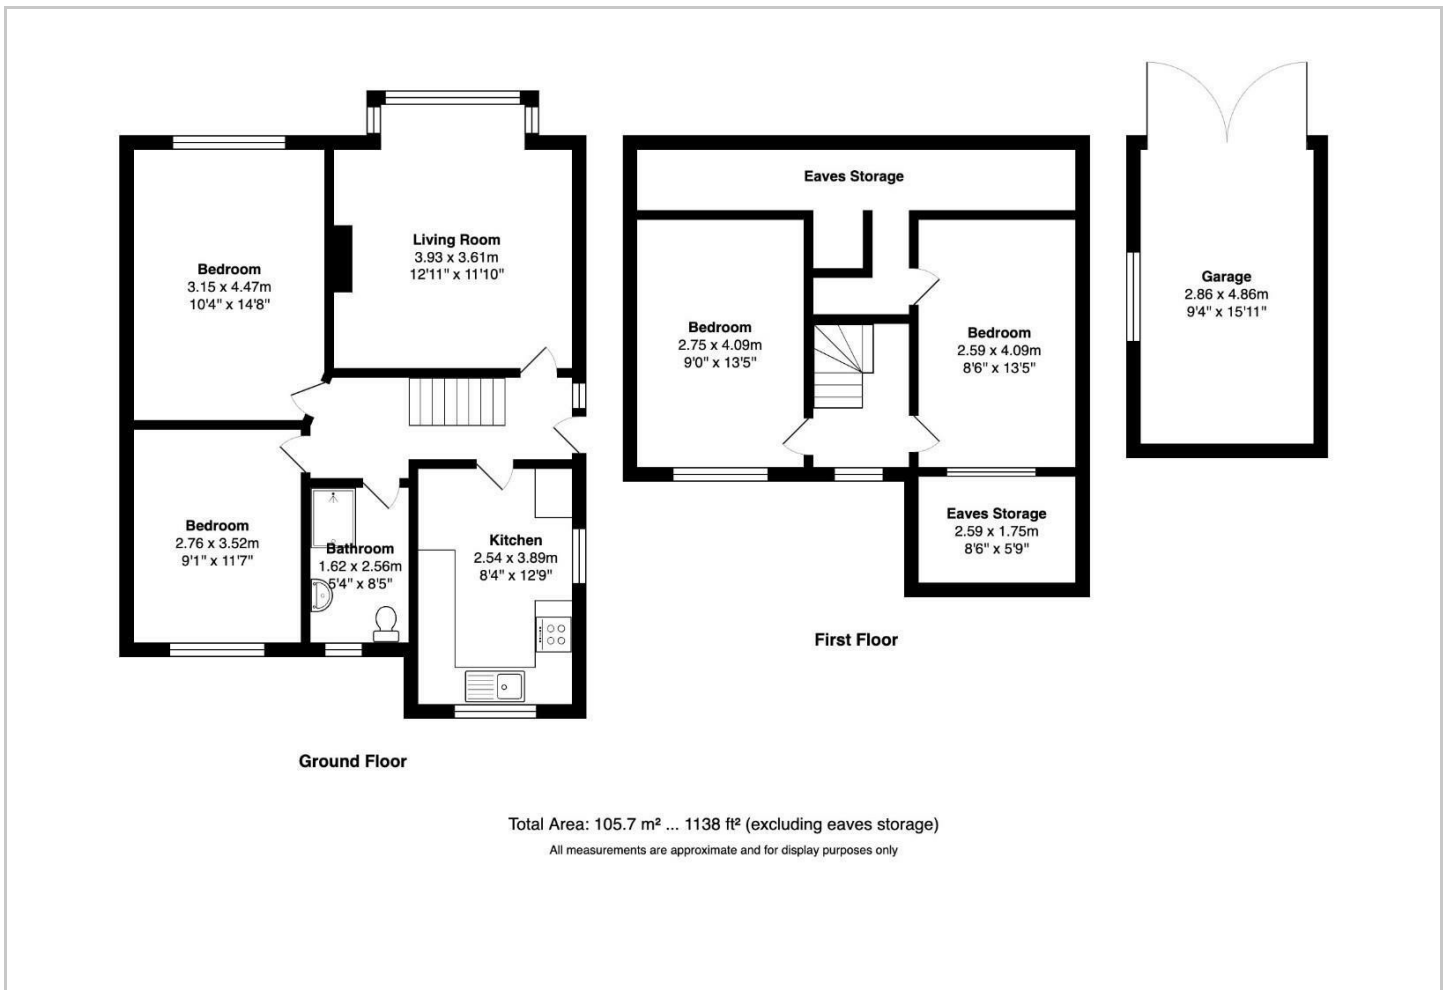 Living Room
3.93 x 3.61m
12'11" x 11'10"
Bedroom
3.15 x 4.47m
10'4" x 14'8"
Bedroom
2.76 x 3.52m
9'1" x 11'7"
Bathroom
1.62 x 2.56m
5'4" x 8'5"
Kitchen
2.54 x 3.89m
8'4" x 12'9"
Ground Floor
Eaves Storage
Bedroom
2.75 x 4.09m
9'0" x 13'5"
Bedroom
2.59 x 4.09m
8'6" x 13'5"
Eaves Storage
2.59 x 1.75m
8'6" x 5'9"
First Floor
Garage
2.86 x 4.86m
9'4" x 15'11"
Total Area: 105.7 m² ... 1138 ft² (excluding eaves storage)
All measurements are approximate and for display purposes only